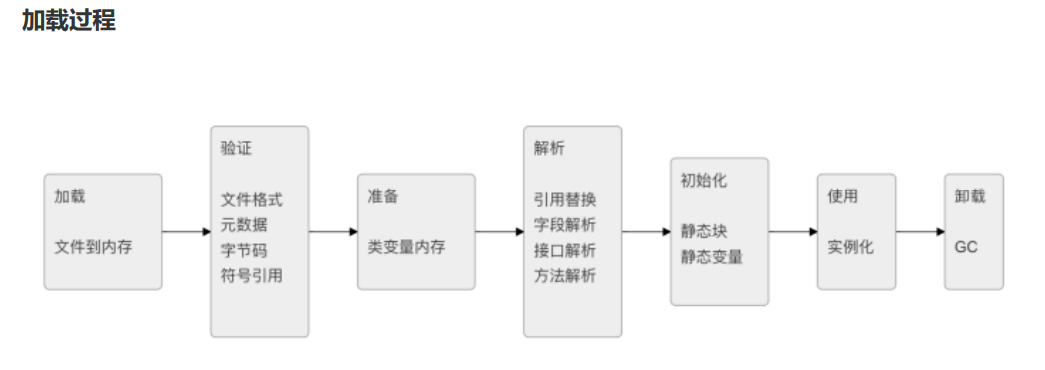 加载过程
加载
文件到内存
验证
文件格式
元数据
字节码
符号引用
准备
类变量内存
解析
引用替换
字段解析
接口解析
方法解析
初始化
静态块
静态变量
使用
实例化
卸载
GC